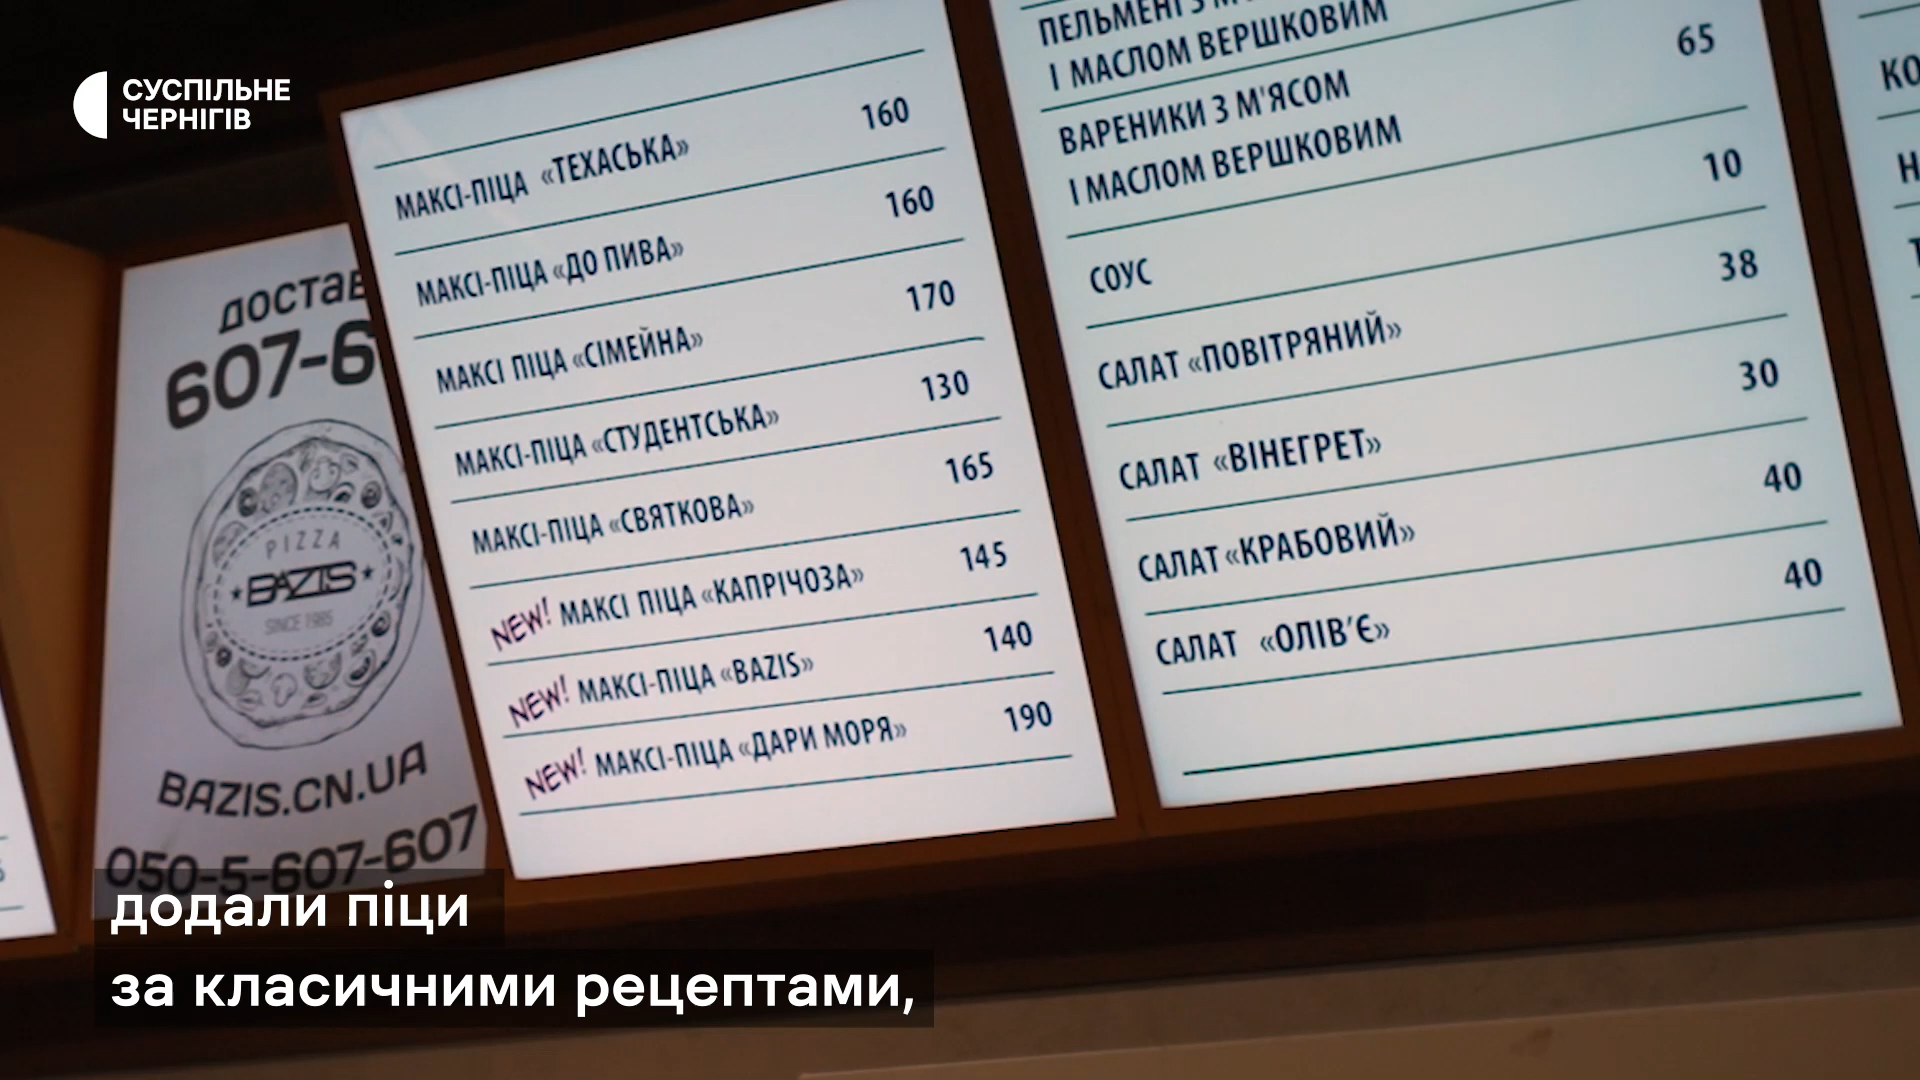 СУСПІЛЬНЕ
ЧЕРНІГІВ
607-6
PIZZA
BAZIS
SINCE 1985
BAZIS.CN.UA
050-5-607-607
МАКСІ-ПІЦА «ТЕХАСЬКА» 160
МАКСІ-ПІЦА «ДО ПИВА» 160
МАКСІ ПІЦА «СІМЕЙНА» 170
МАКСІ-ПІЦА «СТУДЕНТСЬКА» 130
МАКСІ-ПІЦА «СВЯТКОВА» 165
NEW! МАКСІ ПІЦА «КАПРІЧОЗА» 145
NEW! МАКСІ-ПІЦА «BAZIS» 140
NEW! МАКСІ-ПІЦА «ДАРИ МОРЯ» 190
ПЕЛЬМЕНІ З
І МАСЛОМ ВЕРШКОВИМ
ВАРЕНИКИ З М'ЯСОМ 65
І МАСЛОМ ВЕРШКОВИМ
СОУС 10
САЛАТ «ПОВІТРЯНИЙ» 38
САЛАТ «ВІНЕГРЕТ» 30
САЛАТ «КРАБОВИЙ» 40
САЛАТ «ОЛІВ’Є» 40
додали піци
за класичними рецептами,